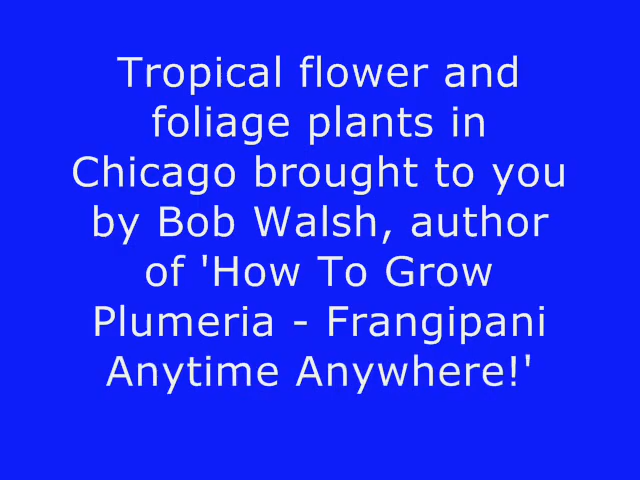 Tropical flower and
foliage plants in
Chicago brought to you
by Bob Walsh, author
of 'How To Grow
Plumeria - Frangipani
Anytime Anywhere!'